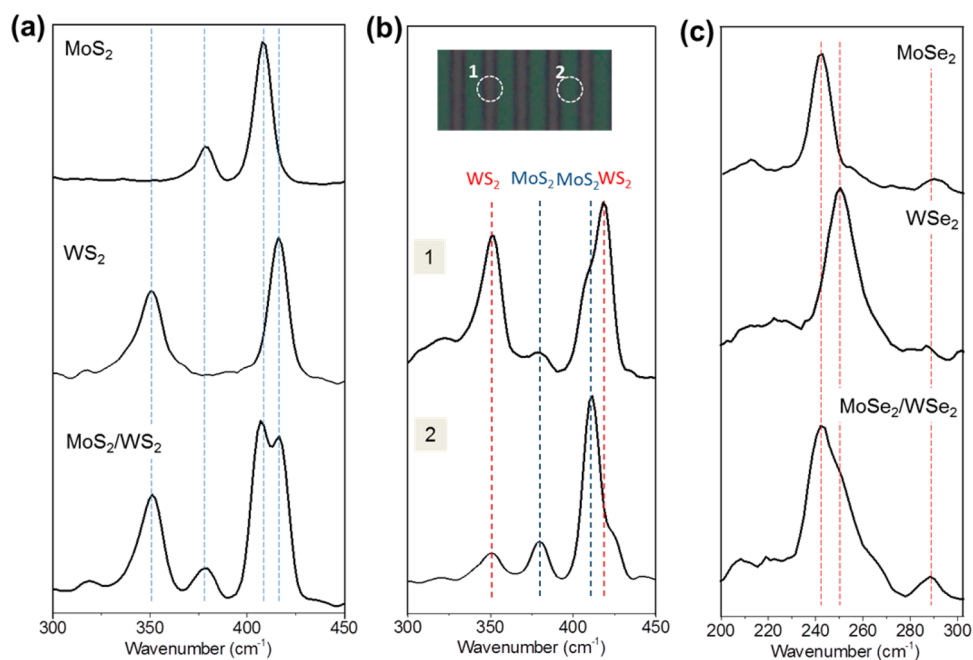 (a)
MoS₂
WS₂
MoS₂/WS₂
300 350 400 450
Wavenumber (cm⁻¹)
(b)
1 2
WS₂ MoS₂ MoS₂ WS₂
1
2
300 350 400 450
Wavenumber (cm⁻¹)
(c)
MoSe₂
WSe₂
MoSe₂/WSe₂
200 220 240 260 280 300
Wavenumber (cm⁻¹)